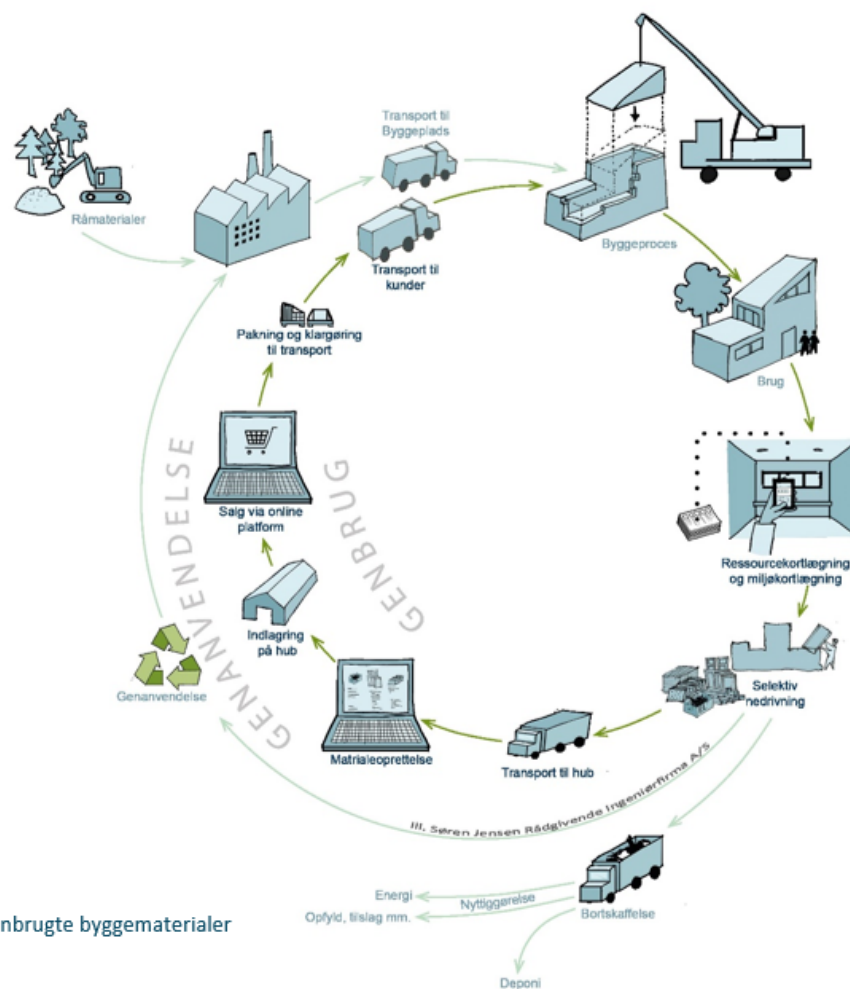 Transport til
Byggeplads
Råmaterialer
Byggeproces
Transport til
kunder
Pakning og klargøring
til transport
Brug
GENANVENDELSE
GENBRUG
Salg via online
platform
Ressourcekortlægning
og miljøkortlægning
Indlagring
på hub
Genanvendelse
Selektiv
nedrivning
Matrialeoprettelse
Transport til hub
Ill, Søren Jensen Rådgivende Ingeniørfirma A/S
Energi
Nyttiggørelse
Opfyld, tilslag mm.
Bortskaffelse
nbrugte byggematerialer
Deponi